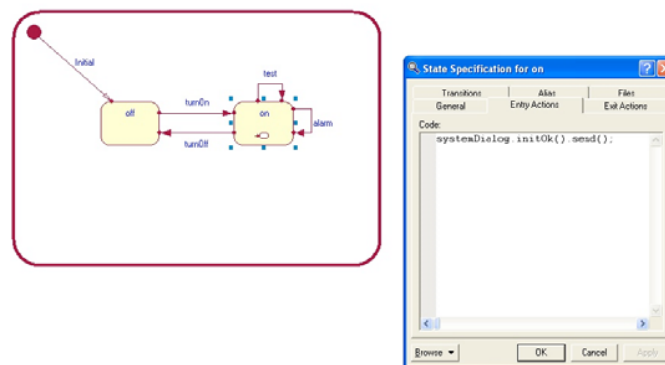 Initial
off
turnOn
turnOff
test
on
alarm
State Specification for on
Transitions Alias Files
General Entry Actions Exit Actions
Code:
systemDialog.initOk().send();
Browse OK Cancel Apply